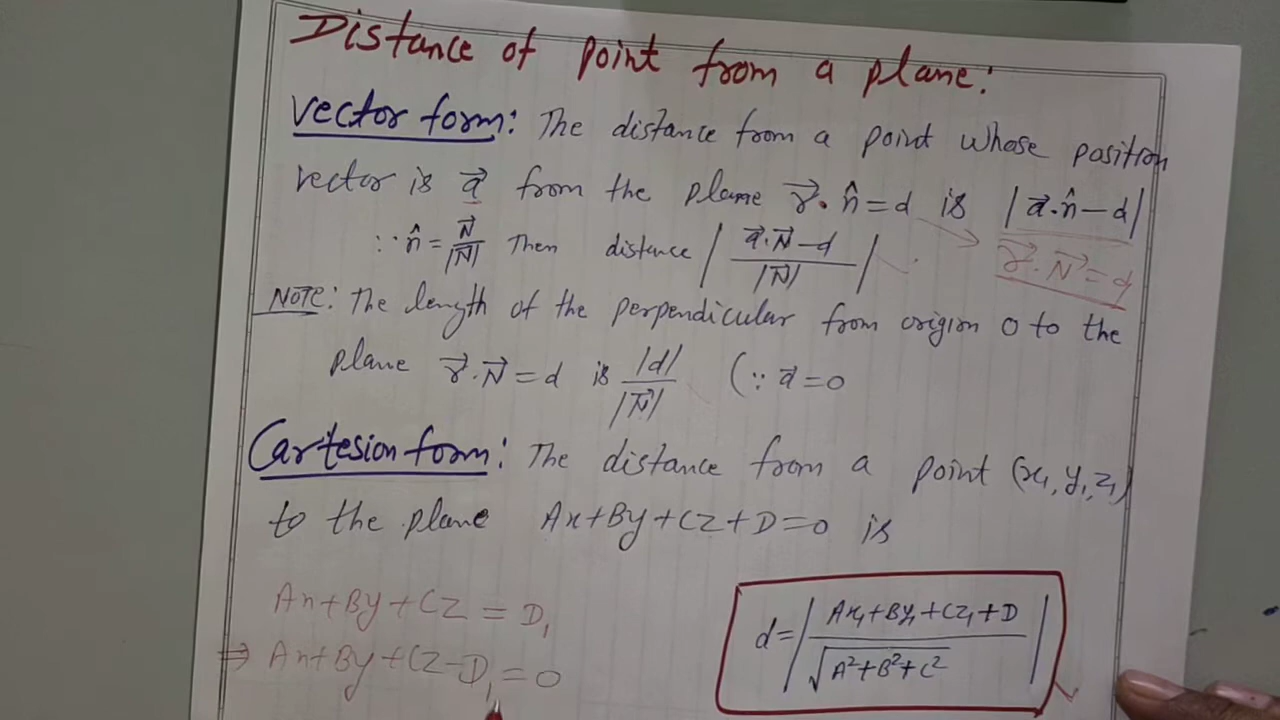 Distance of point from a plane:
Vector form: The distance from a point whose position
vector is a⃗ from the plane r⃗. n̂ = d is |a⃗.n̂ - d|
∵ n̂ = N⃗/|N⃗| Then distance | (a⃗.N⃗ - d)/|N⃗| | r⃗.N⃗ = d
NOTE: The length of the perpendicular from origion O to the
plane r⃗.N⃗ = d is |d|/|N⃗| (∵ a⃗ = 0
Cartesion form: The distance from a point (x₁, y₁, z₁)
to the plane Ax+By+Cz+D=0 is
Ax+By+Cz = D₁
⇒ Ax+By+Cz-D₁ = 0
d = | (Ax₁+By₁+Cz₁+D)/√(A²+B²+C²) |